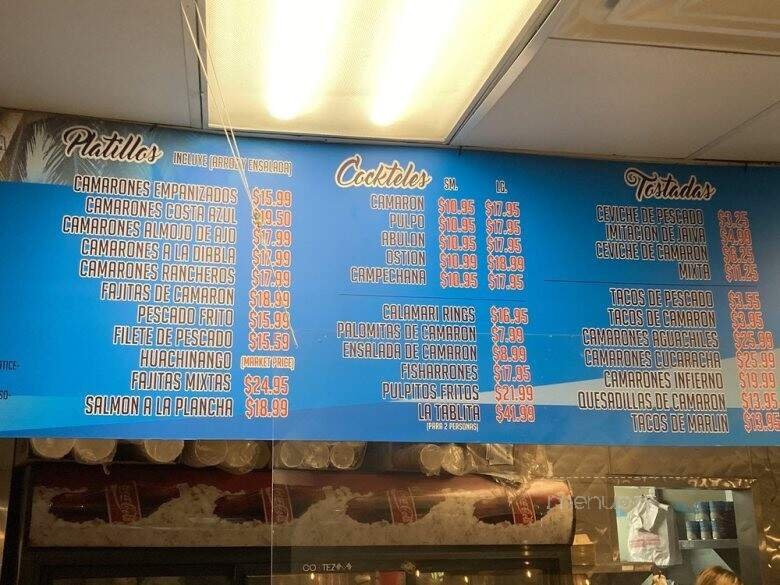 Platillos INCLUYE (ARROZ Y ENSALADA)
CAMARONES EMPANIZADOS $15.99
CAMARONES COSTA AZUL $19.50
CAMARONES ALMOJO DE AJO $17.99
CAMARONES A LA DIABLA $17.99
CAMARONES RANCHEROS $17.99
FAJITAS DE CAMARON $18.99
PESCADO FRITO $15.99
FILETE DE PESCADO $15.59
HUACHINANGO (MARKET PRICE)
FAJITAS MIXTAS $24.95
SALMON A LA PLANCHA $18.99
Cockteles SM. LG.
CAMARON $10.95 $17.95
PULPO $10.95 $17.95
ABULON $10.95 $17.95
OSTION $10.99 $18.99
CAMPECHANA $10.95 $17.95
CALAMARI RINGS $16.95
PALOMITAS DE CAMARON $7.99
ENSALADA DE CAMARON $8.99
FISHARRONES $17.95
PULPITOS FRITOS $21.99
LA TABLITA $41.99
(PARA 2 PERSONAS)
Tostadas
CEVICHE DE PESCADO
IMITACION DE JAIVA
CEVICHE DE CAMARON
MIXTA $11.25
TACOS DE PESCADO
TACOS DE CAMARON
CAMARONES AGUACHILES $25.99
CAMARONES CUCARACHA $25.99
CAMARONES INFIERNO $19.99
QUESADILLAS DE CAMARON $13.95
TACOS DE MARLIN $13.95